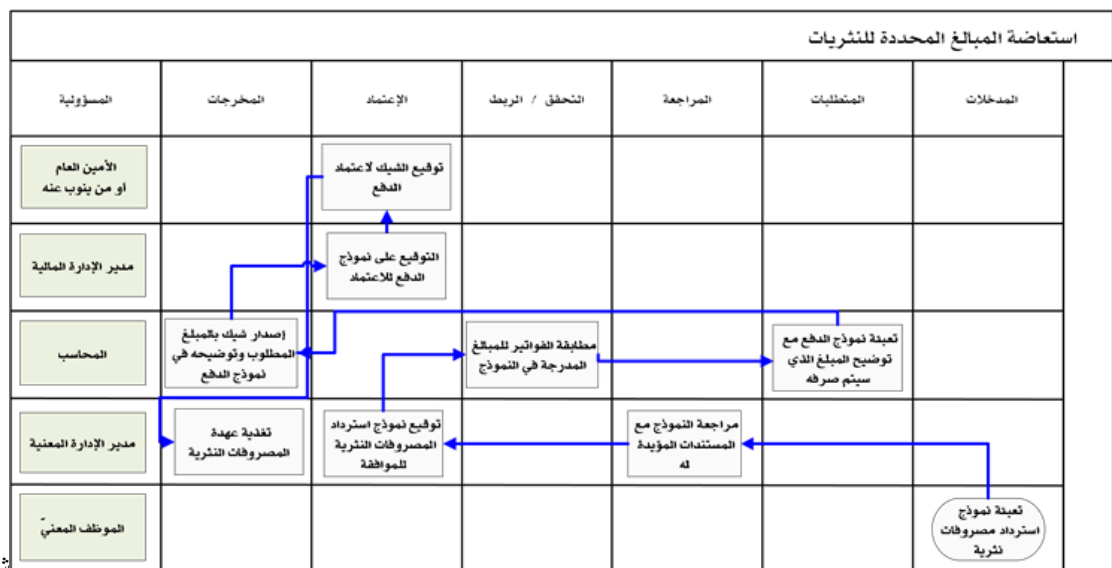 استعاضة المبالغ المحددة للنثريات
المدخلات
المتطلبات
المراجعة
التحقق / الربط
الإعتماد
المخرجات
المسؤولية
توقيع الشيك لاعتماد
الدفع
الأمين العام
أو من ينوب عنه
التوقيع على نموذج
الدفع للاعتماد
مدير الإدارة المالية
تعبئة نموذج الدفع مع
توضيح المبلغ الذي
سيتم صرفه
مطابقة الفواتير للمبالغ
المدرجة في النموذج
إصدار شيك بالمبلغ
المطلوب وتوضيحه في
نموذج الدفع
المحاسب
مراجعة النموذج مع
المستندات المؤيدة
له
توقيع نموذج استرداد
المصروفات النثرية
للموافقة
تغذية عهدة
المصروفات النثرية
مدير الإدارة المعنية
تعبئة نموذج
استرداد مصروفات
نثرية
الموظف المعنيّ